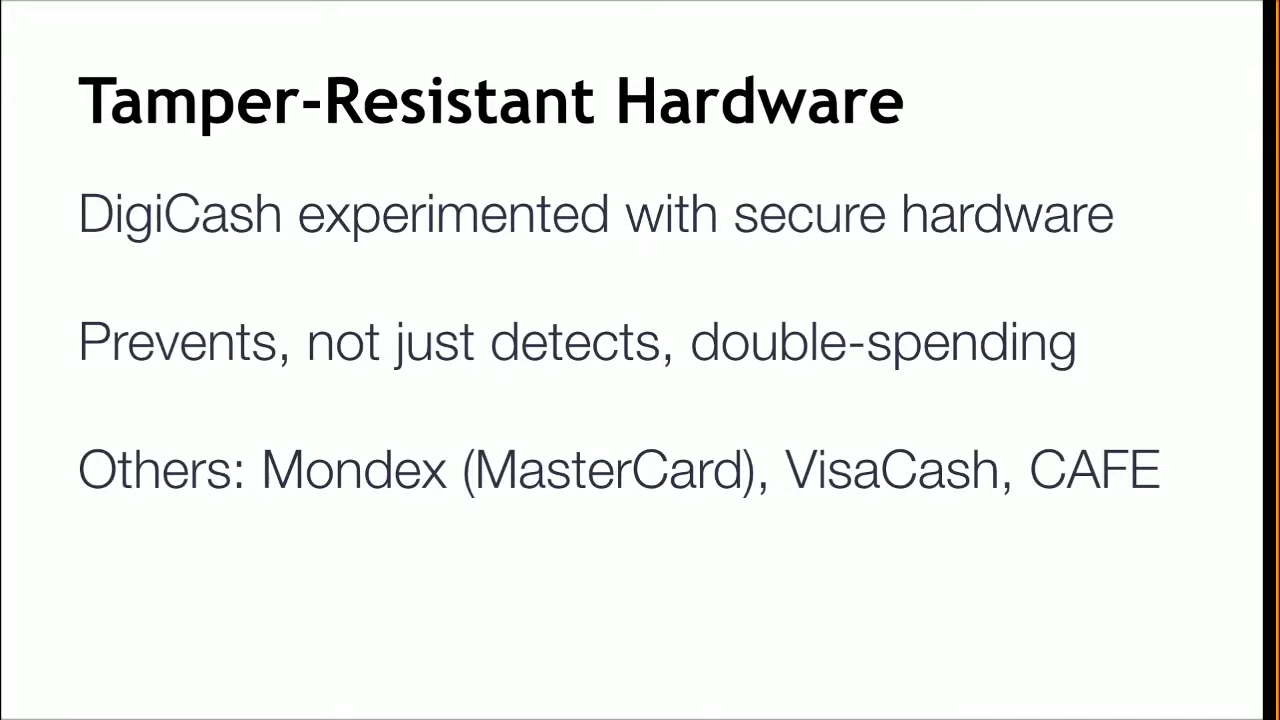 Tamper-Resistant Hardware
DigiCash experimented with secure hardware
Prevents, not just detects, double-spending
Others: Mondex (MasterCard), VisaCash, CAFE